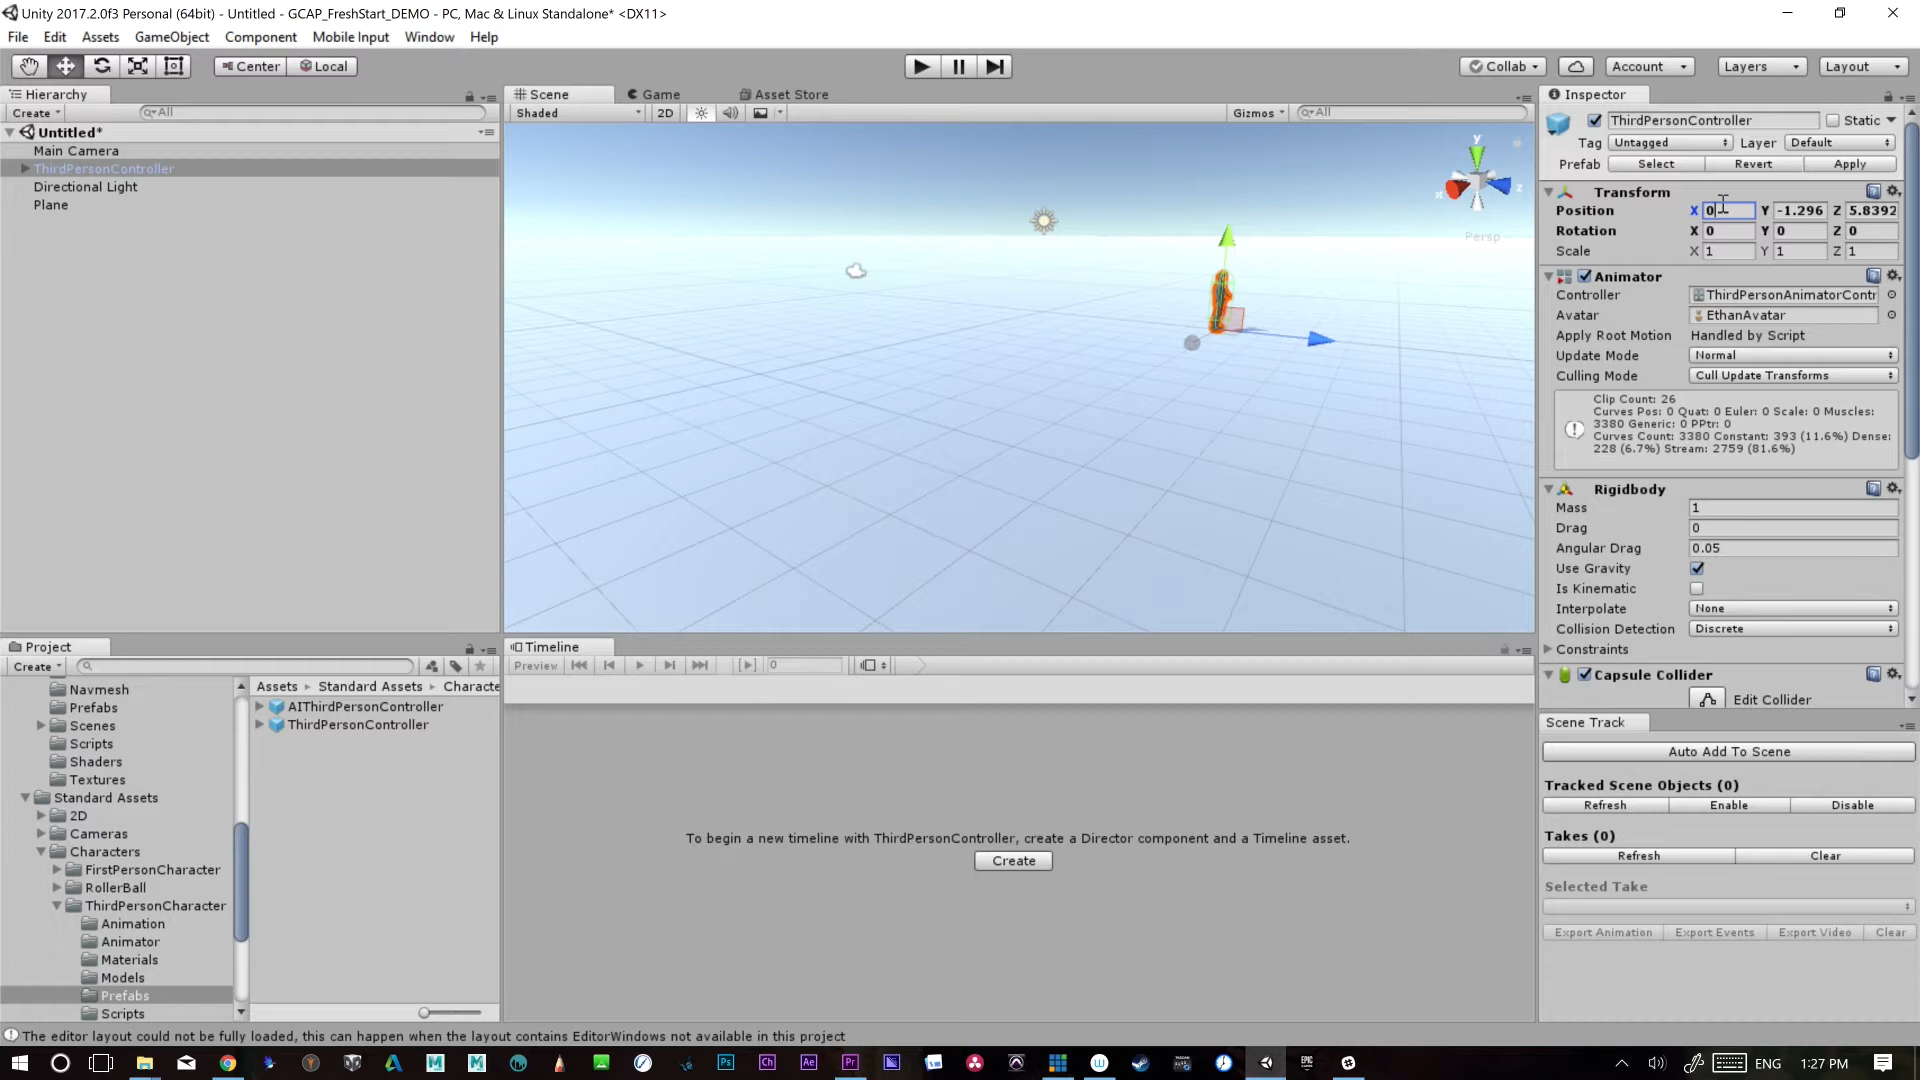 Unity 2017.2.0f3 Personal (64bit) - Untitled - GCAP_FreshStart_DEMO - PC, Mac & Linux Standalone* <DX11>
File Edit Assets GameObject Component Mobile Input Window Help
Center Local Collab Account Layers Layout
Hierarchy
Create All
Untitled*
Main Camera
ThirdPersonController
Directional Light
Plane
Scene Game Asset Store
Shaded 2D Gizmos All
y
x z
Persp
Inspector
ThirdPersonController Static
Tag Untagged Layer Default
Prefab Select Revert Apply
Transform
Position X 0 Y -1.296 Z 5.8392
Rotation X 0 Y 0 Z 0
Scale X 1 Y 1 Z 1
Animator
Controller ThirdPersonAnimatorContr
Avatar EthanAvatar
Apply Root Motion Handled by Script
Update Mode Normal
Culling Mode Cull Update Transforms
Clip Count: 26
Curves Pos: 0 Quat: 0 Euler: 0 Scale: 0 Muscles:
3380 Generic: 0 PPtr: 0
Curves Count: 3380 Constant: 393 (11.6%) Dense:
228 (6.7%) Stream: 2759 (81.6%)
Rigidbody
Mass 1
Drag 0
Angular Drag 0.05
Use Gravity
Is Kinematic
Interpolate None
Collision Detection Discrete
Constraints
Capsule Collider
Edit Collider
Project
Create
Navmesh
Prefabs
Scenes
Scripts
Shaders
Textures
Standard Assets
2D
Cameras
Characters
FirstPersonCharacter
RollerBall
ThirdPersonCharacter
Animation
Animator
Materials
Models
Prefabs
Scripts
Assets Standard Assets Characte
AIThirdPersonController
ThirdPersonController
Timeline
Preview 0
To begin a new timeline with ThirdPersonController, create a Director component and a Timeline asset.
Create
Scene Track
Auto Add To Scene
Tracked Scene Objects (0)
Refresh Enable Disable
Takes (0)
Refresh Clear
Selected Take
Export Animation Export Events Export Video Clear
The editor layout could not be fully loaded, this can happen when the layout contains EditorWindows not available in this project
Ps Ch Ae Pr ENG 1:27 PM